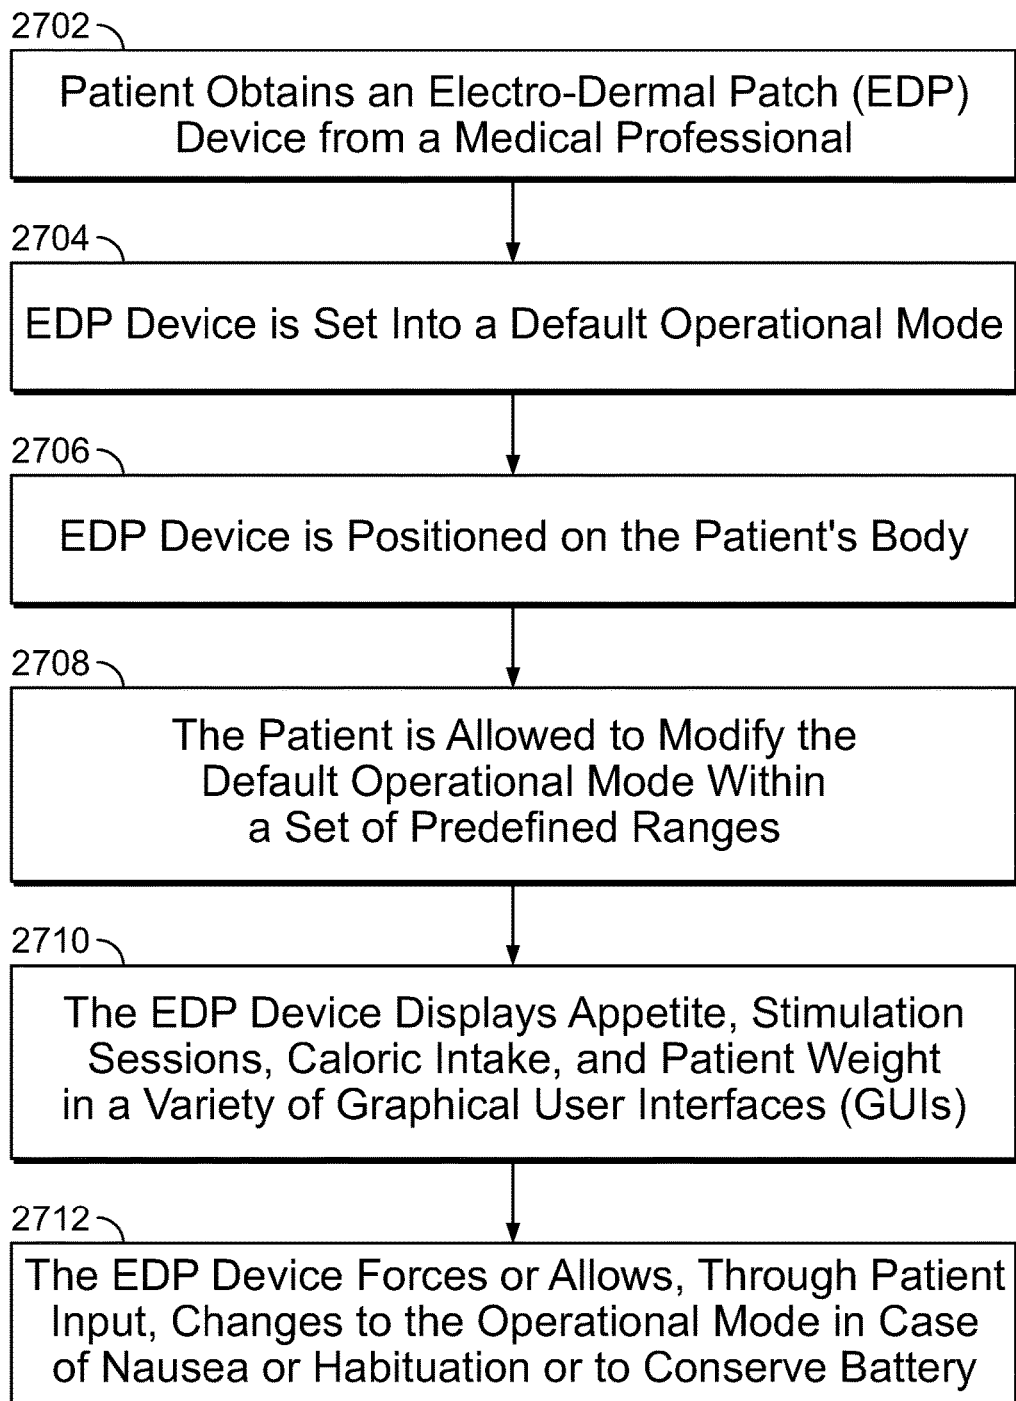 2702
Patient Obtains an Electro-Dermal Patch (EDP)
Device from a Medical Professional
2704
EDP Device is Set Into a Default Operational Mode
2706
EDP Device is Positioned on the Patient's Body
2708
The Patient is Allowed to Modify the
Default Operational Mode Within
a Set of Predefined Ranges
2710
The EDP Device Displays Appetite, Stimulation
Sessions, Caloric Intake, and Patient Weight
in a Variety of Graphical User Interfaces (GUIs)
2712
The EDP Device Forces or Allows, Through Patient
Input, Changes to the Operational Mode in Case
of Nausea or Habituation or to Conserve Battery